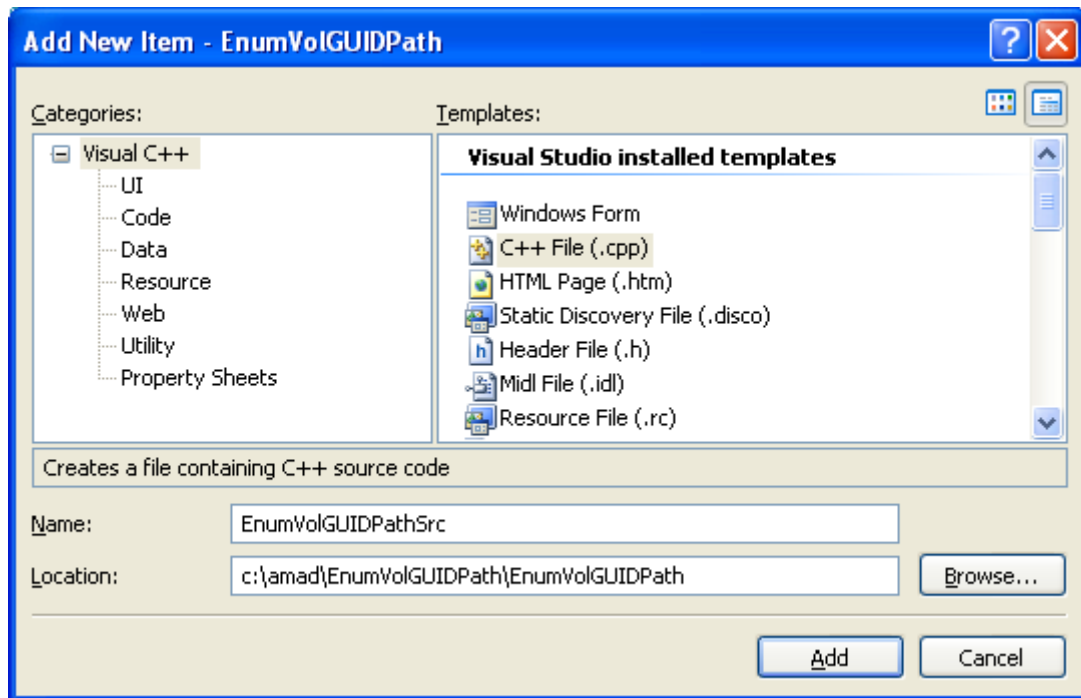 Add New Item - EnumVolGUIDPath
Categories:
Templates:
Visual C++
UI
Code
Data
Resource
Web
Utility
Property Sheets
Visual Studio installed templates
Windows Form
C++ File (.cpp)
HTML Page (.htm)
Static Discovery File (.disco)
Header File (.h)
Midl File (.idl)
Resource File (.rc)
Creates a file containing C++ source code
Name: EnumVolGUIDPathSrc
Location: c:\amad\EnumVolGUIDPath\EnumVolGUIDPath Browse...
Add Cancel